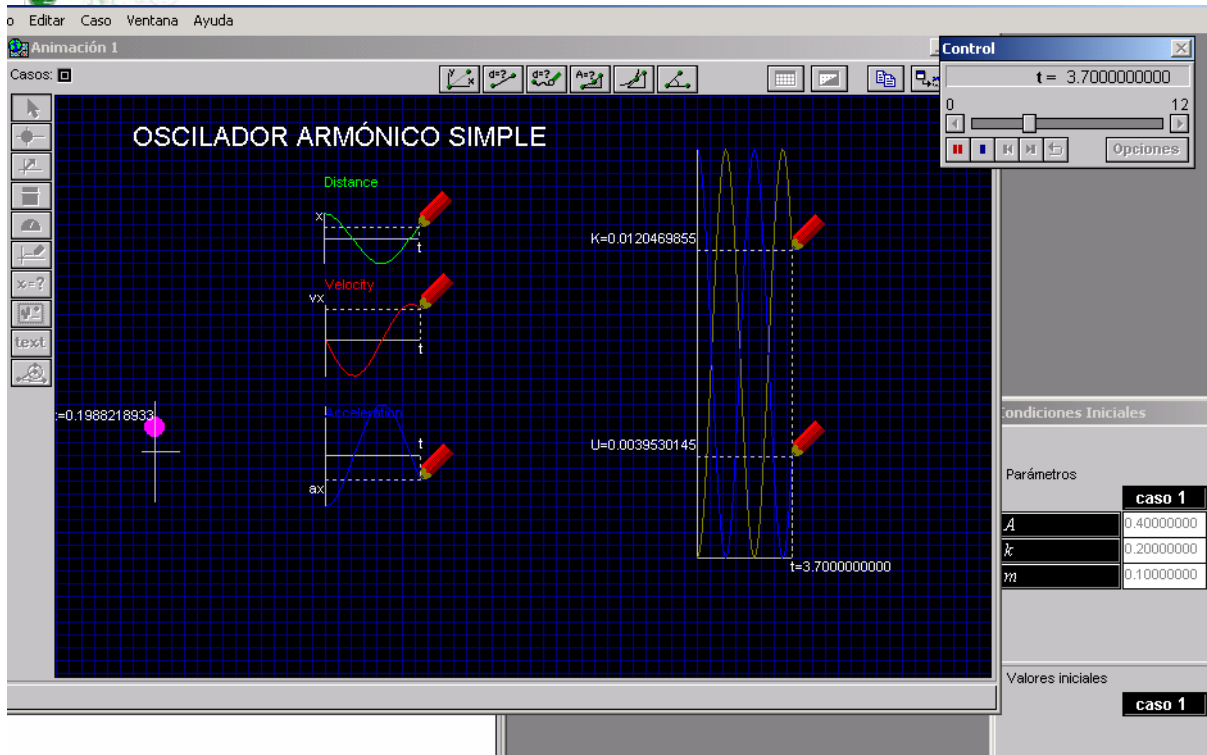 o Editar Caso Ventana Ayuda
Animación 1
Casos:
y x d=? d=? A=?
Control
t = 3.7000000000
0 12
Opciones
OSCILADOR ARMÓNICO SIMPLE
Distance
x
t
Velocity
vx
t
Acceleration
t
ax
:=0.1988218933
K=0.0120469855
U=0.0039530145
t=3.7000000000
x=?
text
Condiciones Iniciales
Parámetros
caso 1
A 0.40000000
k 0.20000000
m 0.10000000
Valores iniciales
caso 1